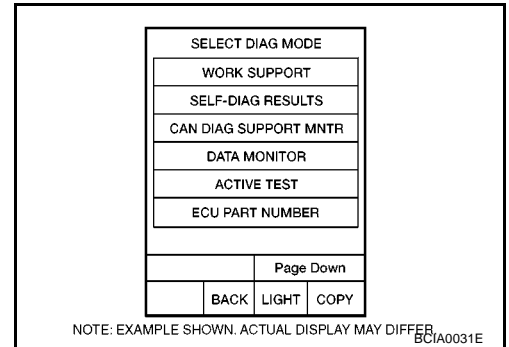 SELECT DIAG MODE
WORK SUPPORT
SELF-DIAG RESULTS
CAN DIAG SUPPORT MNTR
DATA MONITOR
ACTIVE TEST
ECU PART NUMBER
Page Down
BACK LIGHT COPY
NOTE: EXAMPLE SHOWN. ACTUAL DISPLAY MAY DIFFER.
BCIA0031E